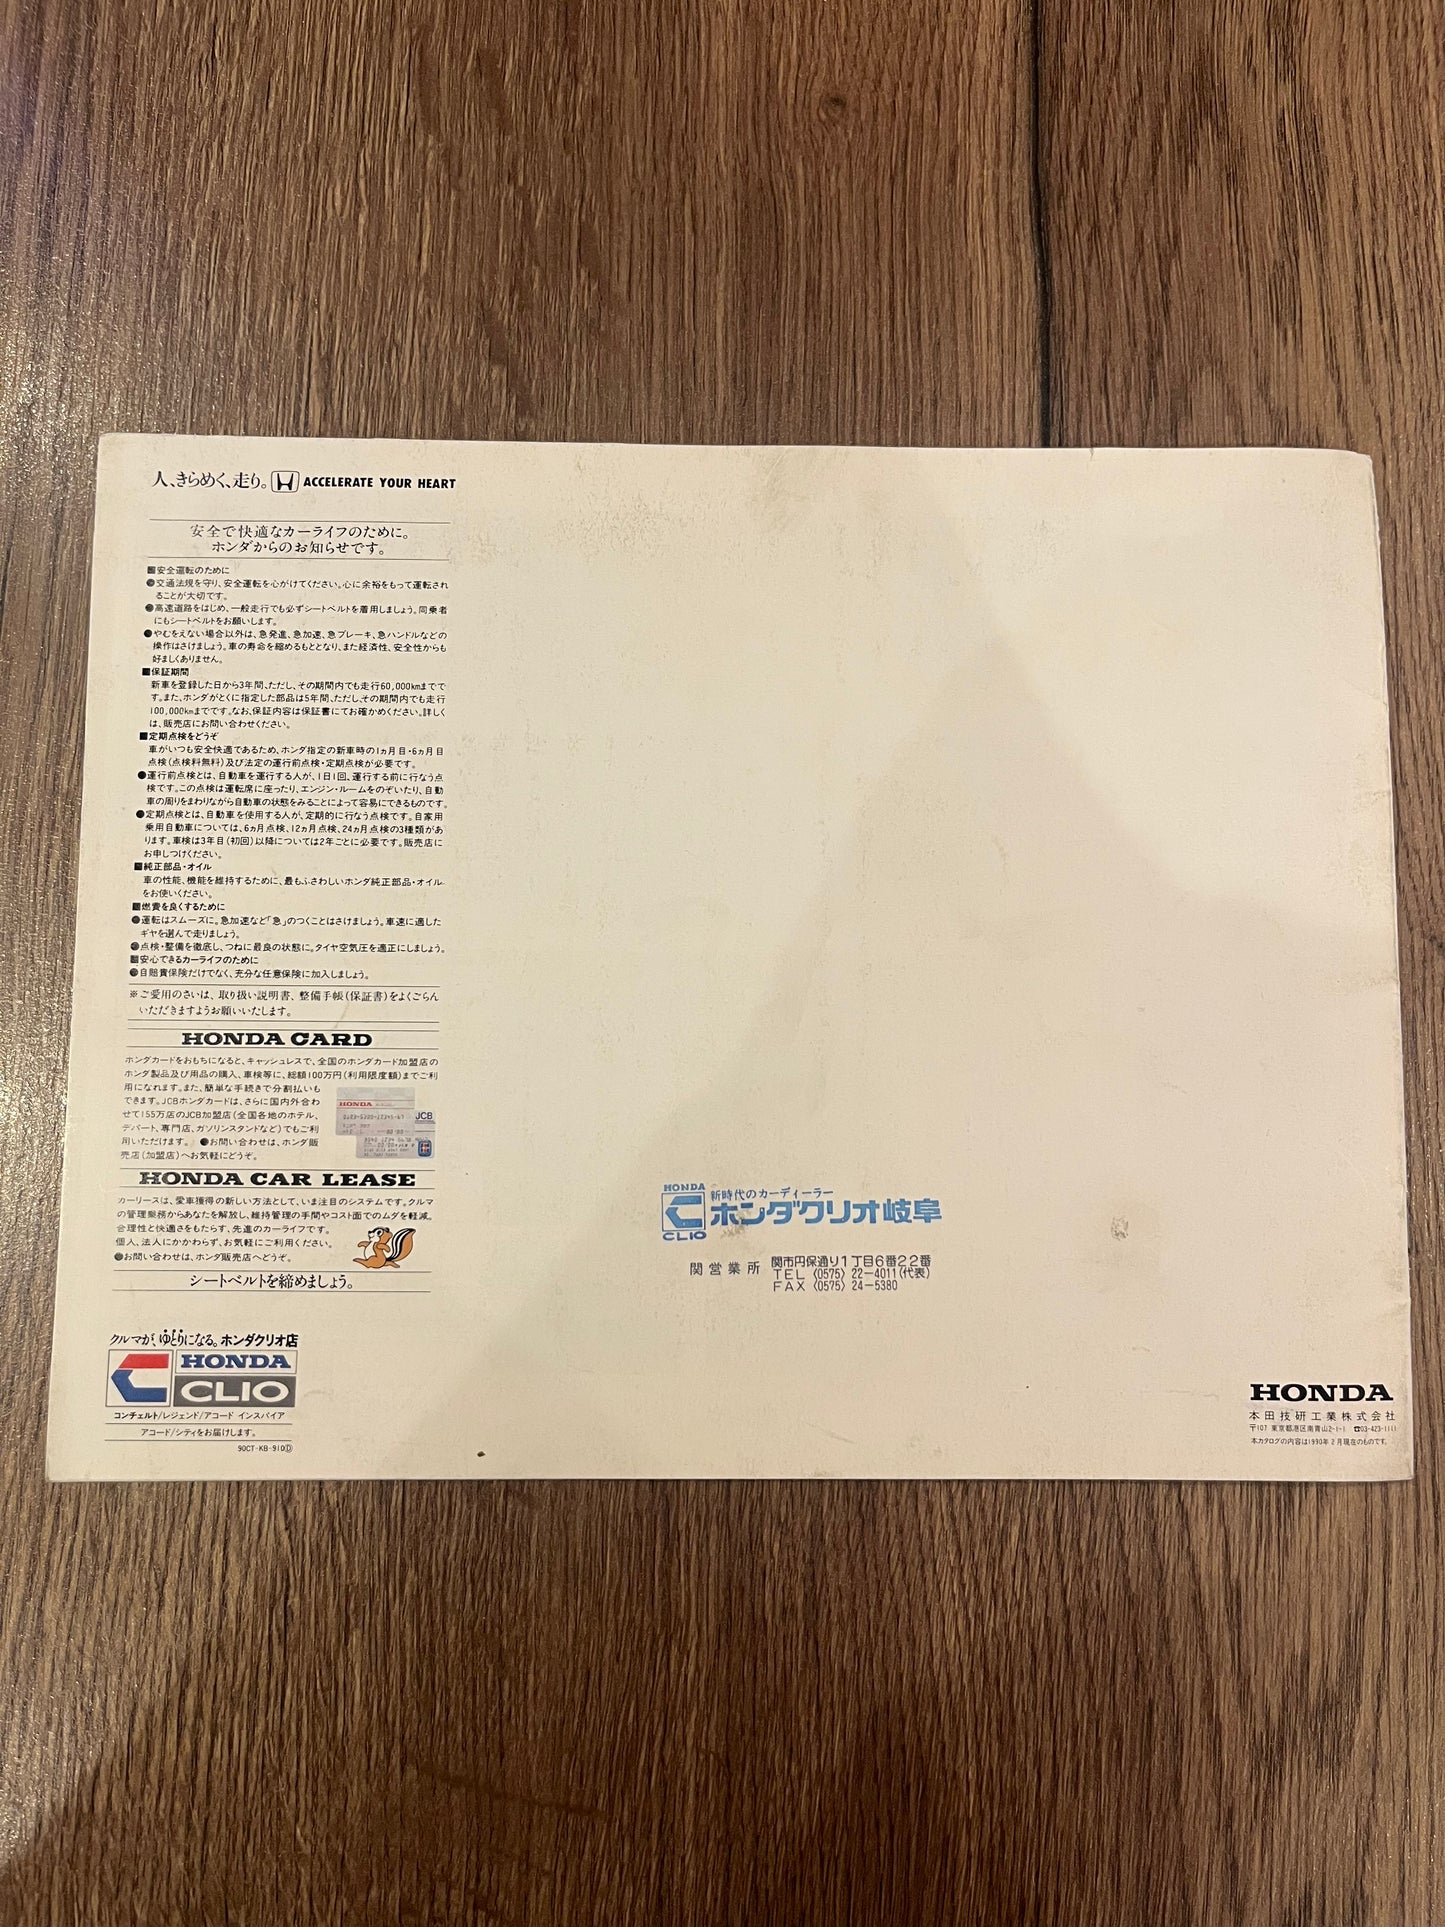 人、きらめく、走り。 ACCELERATE YOUR HEART
安全で快適なカーライフのために。
ホンダからのお知らせです。
■安全運転のために
●交通法規を守り、安全運転を心がけてください。心に余裕をもって運転され
ることが大切です。
●高速道路をはじめ、一般走行でも必ずシートベルトを着用しましょう。同乗者
にもシートベルトをお願いします。
●やむをえない場合以外は、急発進、急加速、急ブレーキ、急ハンドルなどの
操作はさけましょう。車の寿命を縮めるもととなり、また経済性、安全性からも
好ましくありません。
■保証期間
新車を登録した日から3年間、ただし、その期間内でも走行60,000kmまでで
す。また、ホンダがとくに指定した部品は5年間、ただし、その期間内でも走行
100,000kmまでです。なお、保証内容は保証書にてお確かめください。詳しく
は、販売店にお問い合わせください。
■定期点検をどうぞ
車がいつも安全快適であるため、ホンダ指定の新車時の1ヵ月目・6ヵ月目
点検(点検料無料)及び法定の運行前点検・定期点検が必要です。
●運行前点検とは、自動車を運行する人が、1日1回、運行する前に行なう点
検です。この点検は運転席に座ったり、エンジン・ルームをのぞいたり、自動
車の周りをまわりながら自動車の状態をみることによって容易にできるものです。
●定期点検とは、自動車を使用する人が、定期的に行なう点検です。自家用
乗用自動車については、6ヵ月点検、12ヵ月点検、24ヵ月点検の3種類があ
ります。車検は3年目(初回)以降については2年ごとに必要です。販売店に
お申しつけください。
■純正部品・オイル
車の性能、機能を維持するために、最もふさわしいホンダ純正部品・オイル
をお使いください。
■燃費を良くするために
●運転はスムーズに。急加速など「急」のつくことはさけましょう。車速に適した
ギヤを選んで走りましょう。
●点検・整備を徹底し、つねに最良の状態に。タイヤ空気圧を適正にしましょう。
■安心できるカーライフのために
●自賠責保険だけでなく、充分な任意保険に加入しましょう。
※ご愛用のさいは、取り扱い説明書、整備手帳(保証書)をよくごらん
いただきますようお願いいたします。
HONDA CARD
ホンダカードをおもちになると、キャッシュレスで、全国のホンダカード加盟店の
ホンダ製品及び用品の購入、車検等に、総額100万円(利用限度額)までご利
用になれます。また、簡単な手続きで分割払いも
できます。JCBホンダカードは、さらに国内外合わ
せて155万店のJCB加盟店(全国各地のホテル、
デパート、専門店、ガソリンスタンドなど)でもご利
用いただけます。 ●お問い合わせは、ホンダ販
売店(加盟店)へお気軽にどうぞ。
HONDA
JCB
HONDA CAR LEASE
カーリースは、愛車獲得の新しい方法として、いま注目のシステムです。クルマ
の管理業務からあなたを解放し、維持管理の手間やコスト面でのムダを軽減。
合理性と快適さをもたらす、先進のカーライフです。
個人、法人にかかわらず、お気軽にご利用ください。
●お問い合わせは、ホンダ販売店へどうぞ。
シートベルトを締めましょう。
クルマが、ゆとりになる。ホンダクリオ店
HONDA
CLIO
コンチェルト/レジェンド/アコード インスパイア
アコード/シティをお届けします。
90CT-KB-910Ⓓ
HONDA 新時代のカーディーラー
ホンダクリオ岐阜
CLIO
関営業所 関市円保通り1丁目6番22番
TEL 〈0575〉 22-4011(代表)
FAX 〈0575〉 24-5380
HONDA
本田技研工業株式会社
〒107 東京都港区南青山2-1-1 ☎03-423-1111
本カタログの内容は1990年2月現在のものです。